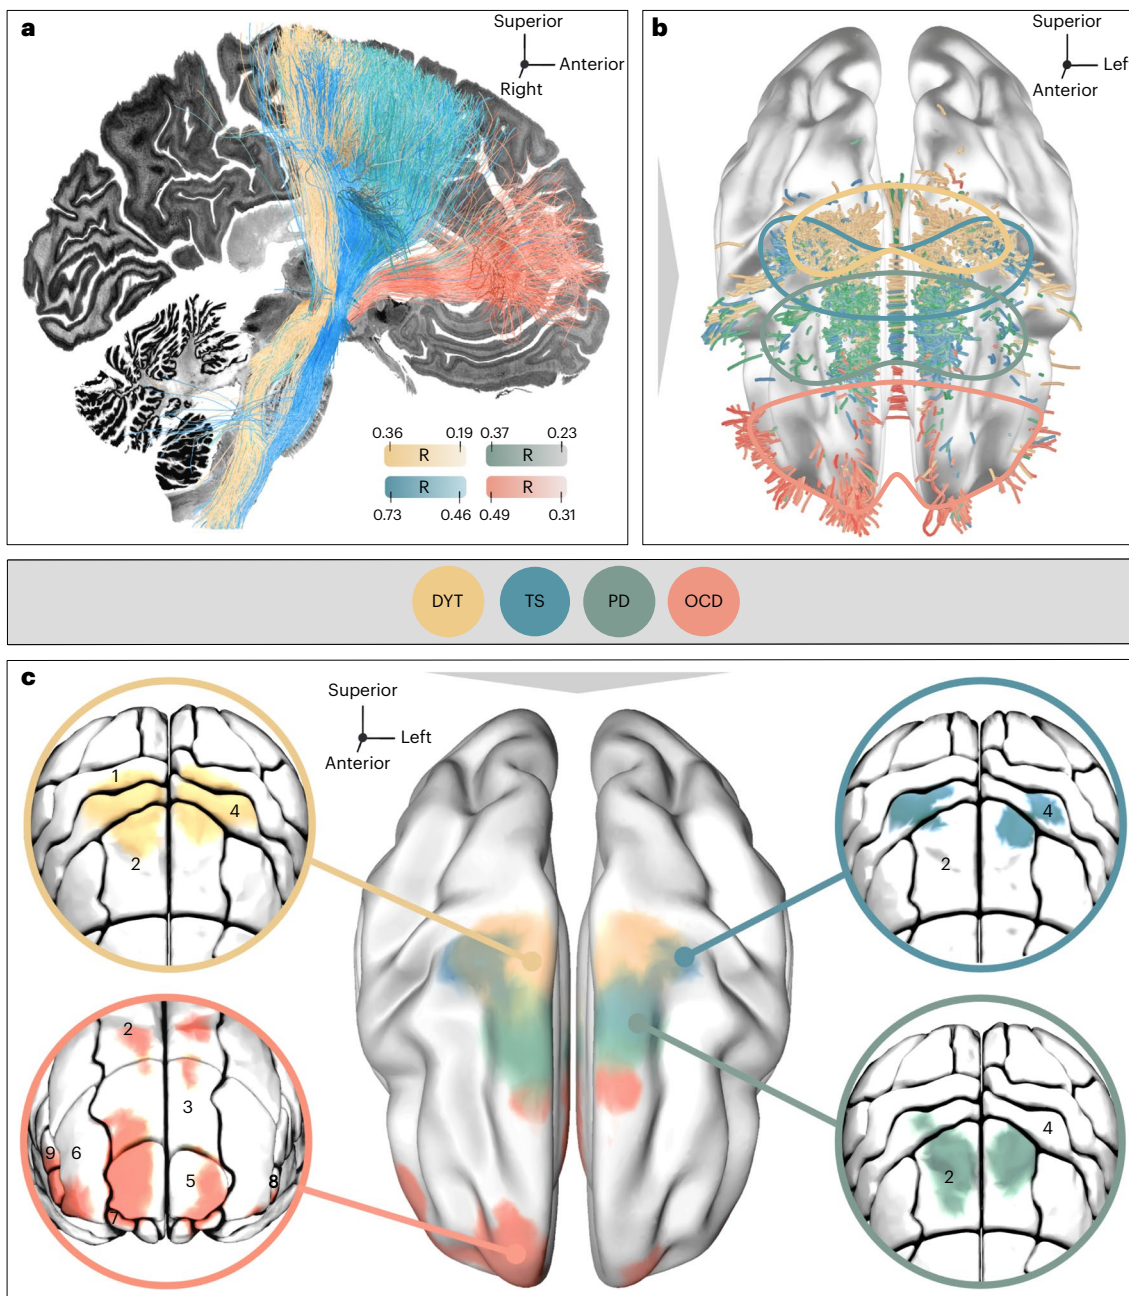 a
Superior
Anterior
Right
0.36 0.19 0.37 0.23
R R
R R
0.73 0.46 0.49 0.31
b
Superior
Left
Anterior
DYT TS PD OCD
c
Superior
Left
Anterior
1
4
2
4
2
2
3
9 6
5
8
7
4
2